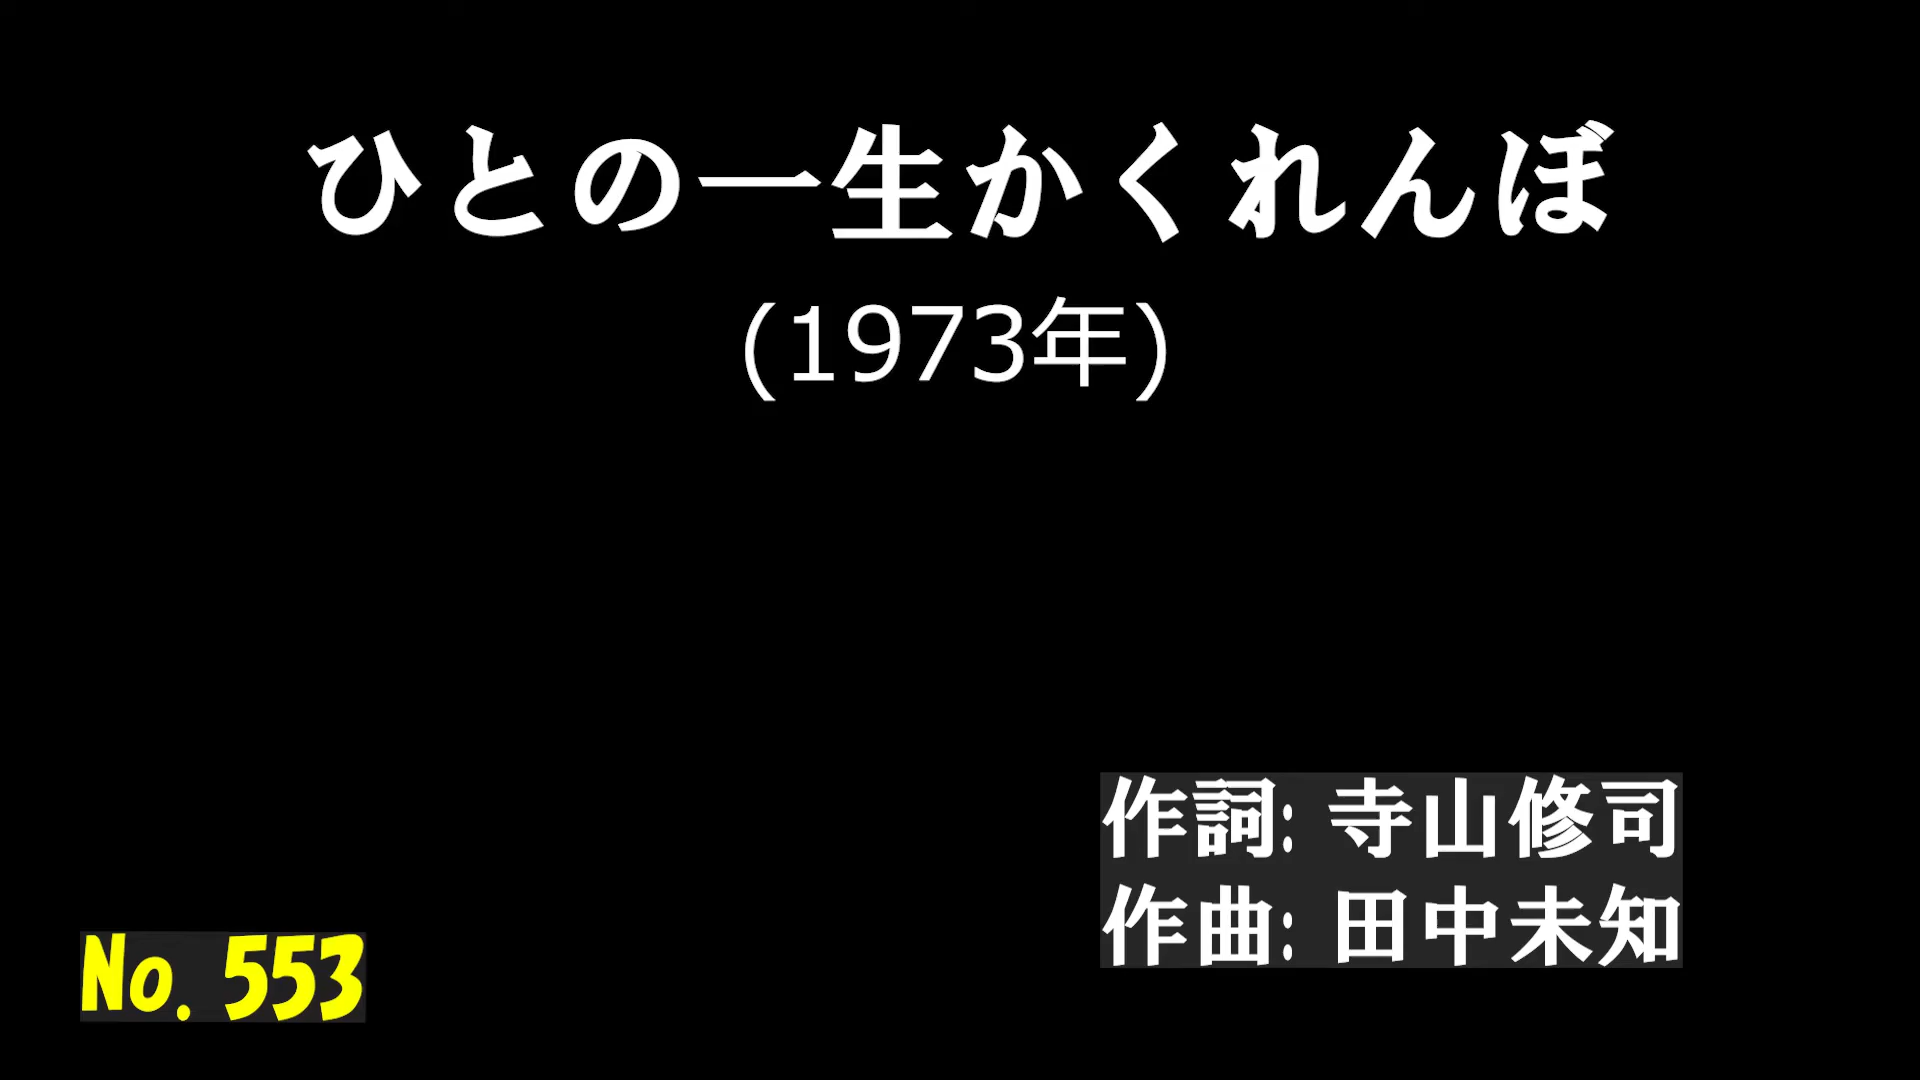 ひとの一生かくれんぼ
(1973年)
作詞: 寺山修司
作曲: 田中未知
No. 553